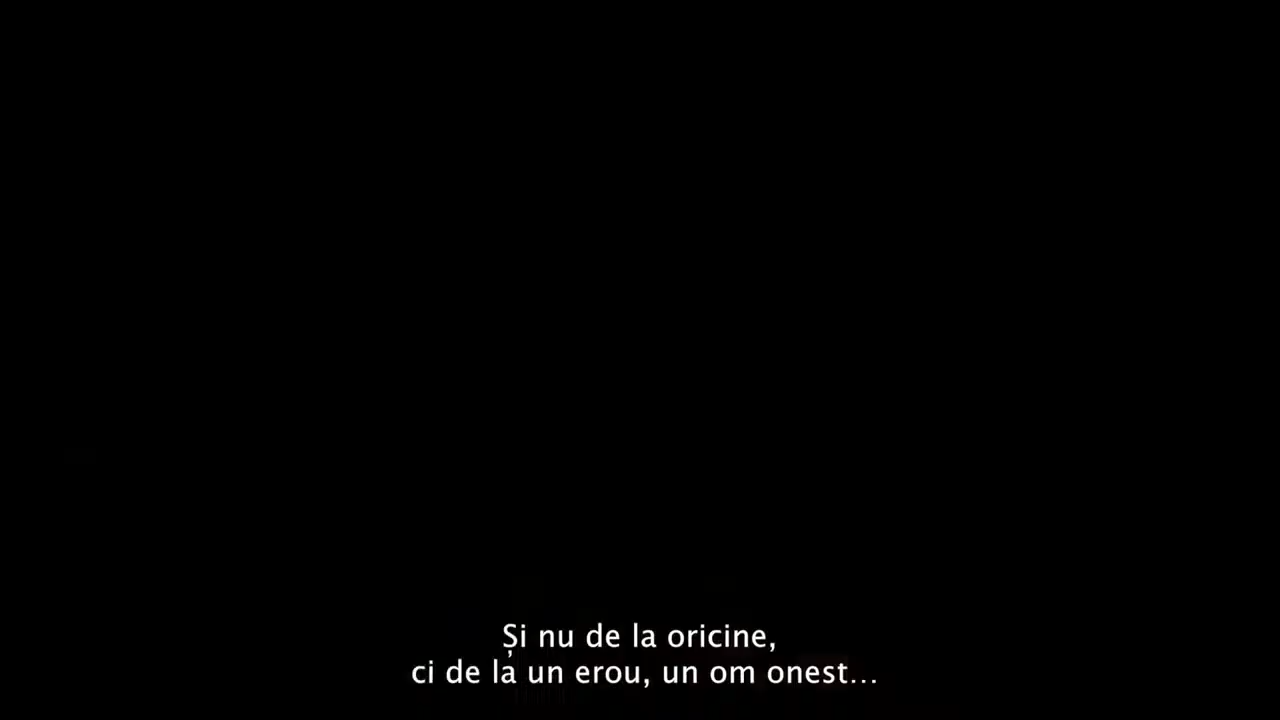 Și nu de la oricine,
ci de la un erou, un om onest…